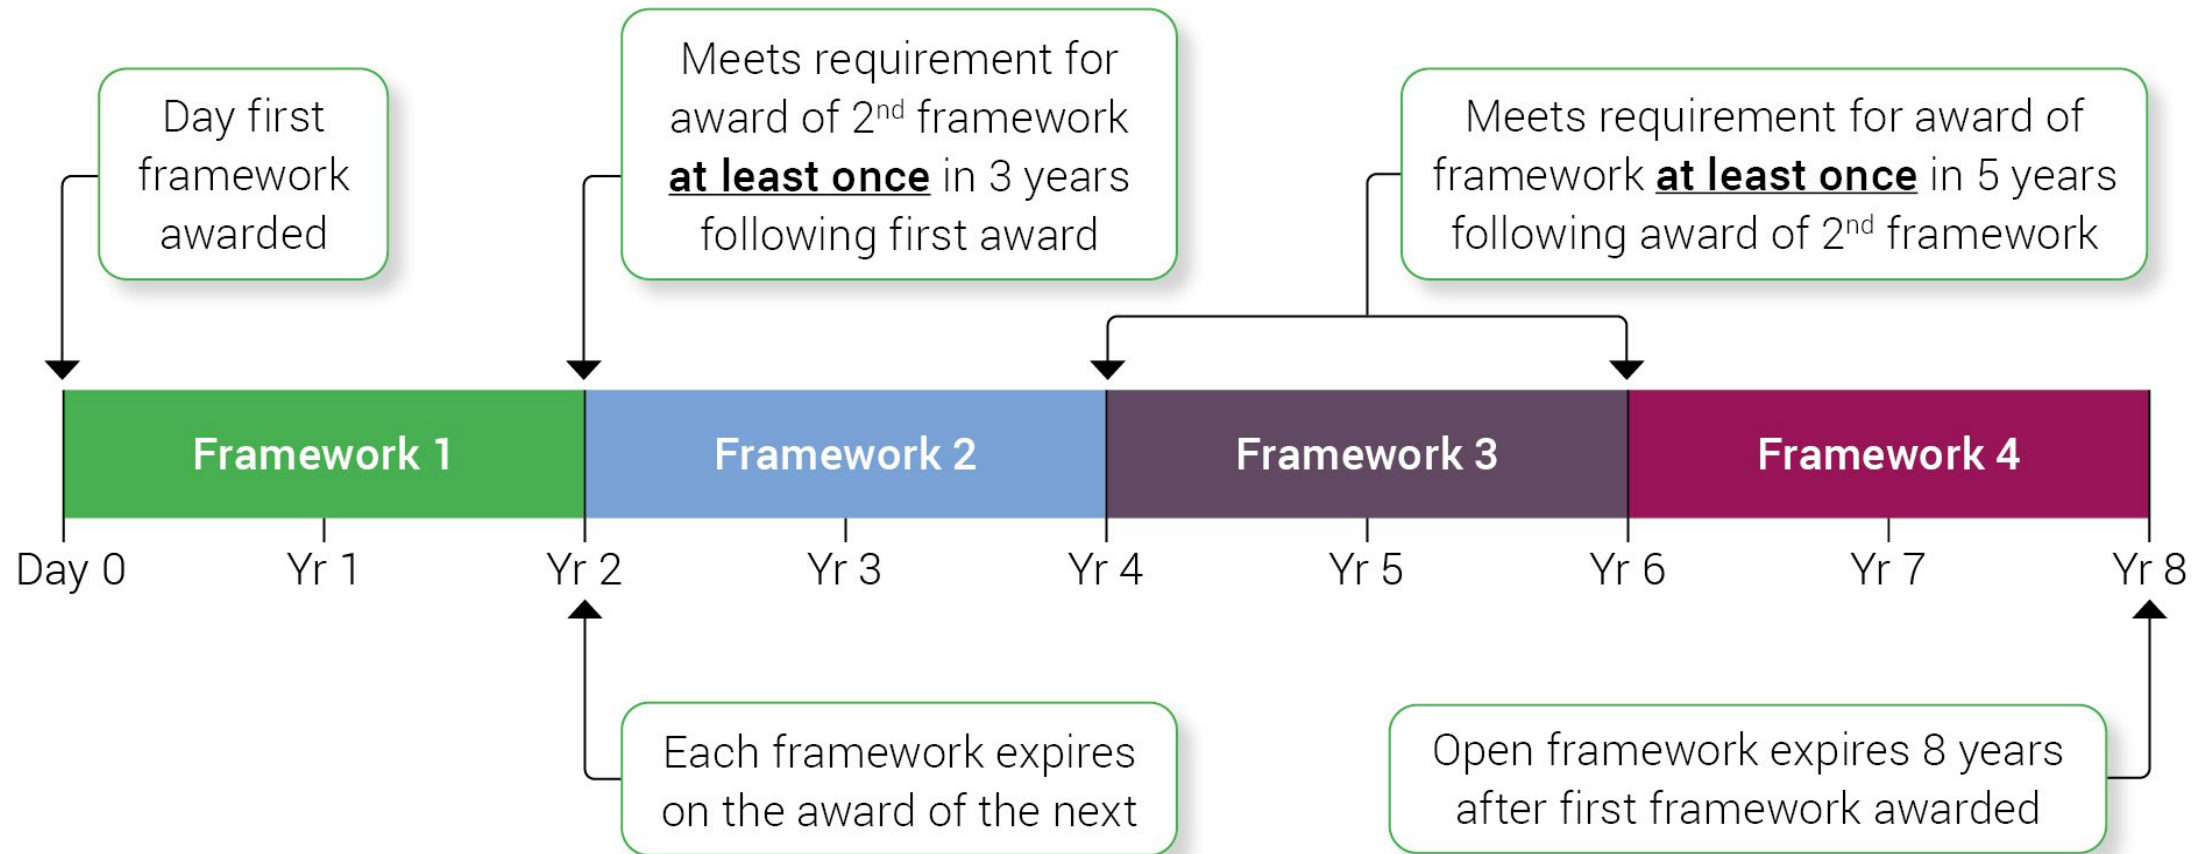 Day first
framework
awarded
Meets requirement for
award of 2nd framework
at least once in 3 years
following first award
Meets requirement for award of
framework at least once in 5 years
following award of 2nd framework
Framework 1
Framework 2
Framework 3
Framework 4
Day 0
Yr 1
Yr 2
Yr 3
Yr 4
Yr 5
Yr 6
Yr 7
Yr 8
Each framework expires
on the award of the next
Open framework expires 8 years
after first framework awarded